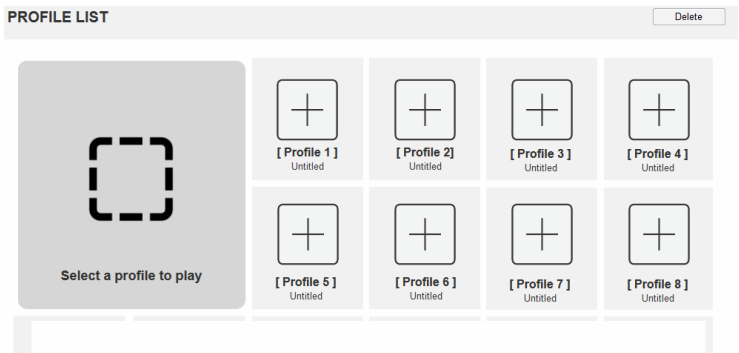 PROFILE LIST
Delete
Select a profile to play
[ Profile 1 ]
Untitled
[ Profile 2]
Untitled
[ Profile 3 ]
Untitled
[ Profile 4 ]
Untitled
[ Profile 5 ]
Untitled
[ Profile 6 ]
Untitled
[ Profile 7 ]
Untitled
[ Profile 8 ]
Untitled